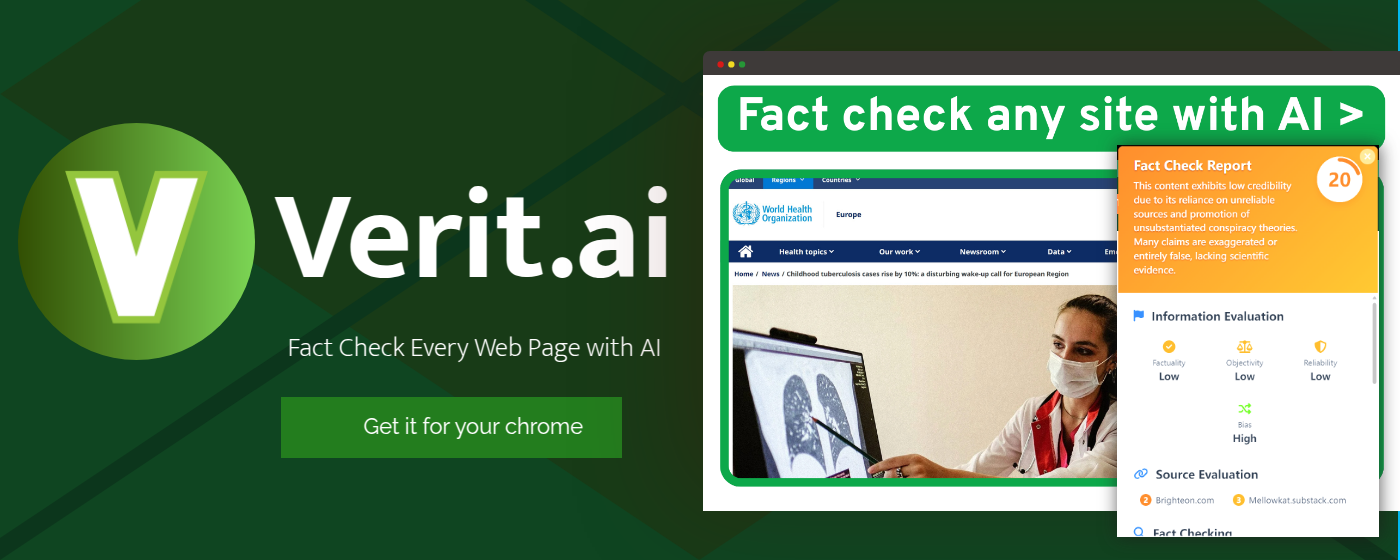 V
Verit.ai
Fact Check Every Web Page with AI
Get it for your chrome
Fact check any site with AI >
Global Regions Countries
World Health
Organization
Europe
Health topics Our work Newsroom Data
Home / News / Childhood tuberculosis cases rise by 10%: a disturbing wake-up call for European Region
Fact Check Report
20
This content exhibits low credibility
due to its reliance on unreliable
sources and promotion of
unsubstantiated conspiracy theories.
Many claims are exaggerated or
entirely false, lacking scientific
evidence.
Information Evaluation
Factuality Objectivity Reliability
Low Low Low
Bias
High
Source Evaluation
2 Brighteon.com 3 Mellowkat.substack.com
Fact Checking